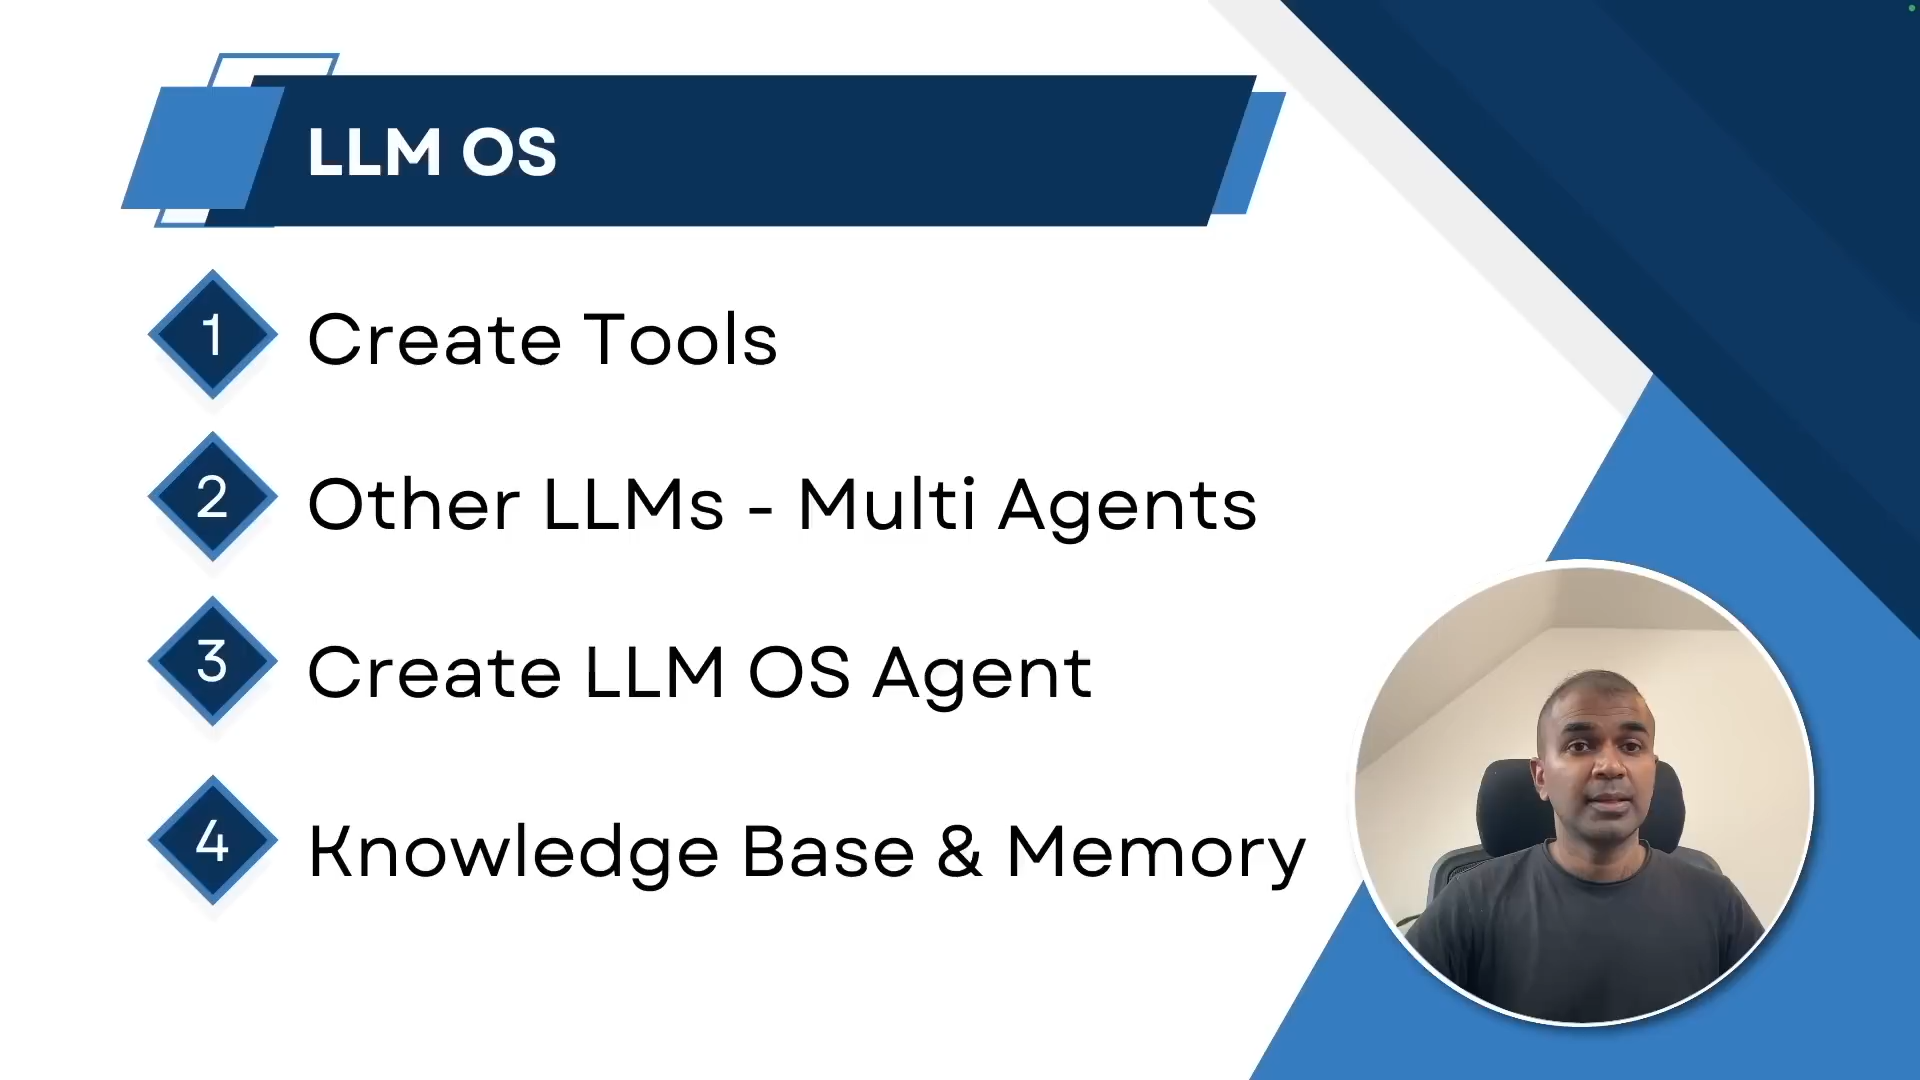 LLM OS
1
Create Tools
2
Other LLMs - Multi Agents
3
Create LLM OS Agent
4
Knowledge Base & Memory